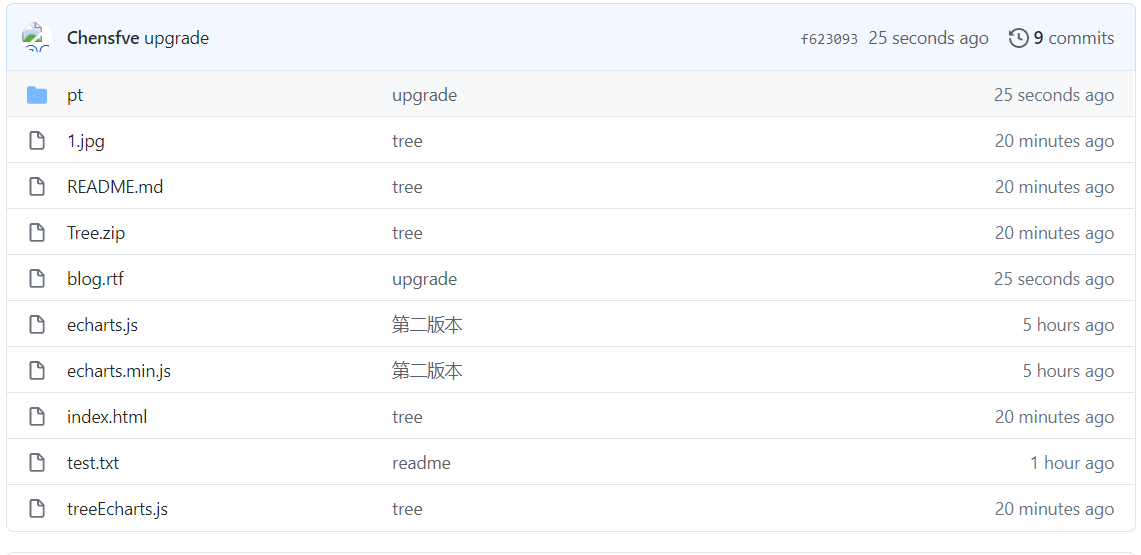 Chensfve upgrade f623093 25 seconds ago 9 commits
pt upgrade 25 seconds ago
1.jpg tree 20 minutes ago
README.md tree 20 minutes ago
Tree.zip tree 20 minutes ago
blog.rtf upgrade 25 seconds ago
echarts.js 第二版本 5 hours ago
echarts.min.js 第二版本 5 hours ago
index.html tree 20 minutes ago
test.txt readme 1 hour ago
treeEcharts.js tree 20 minutes ago